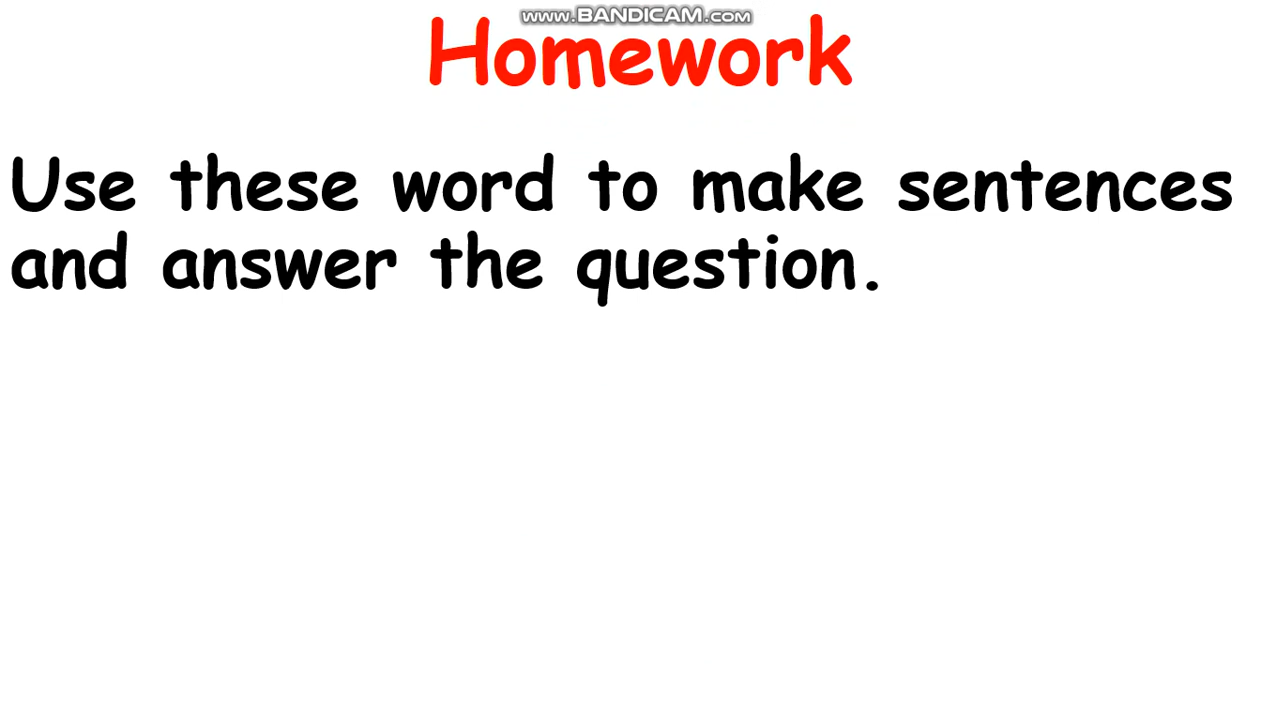 www.BANDICAM.com
Homework
Use these word to make sentences
and answer the question.